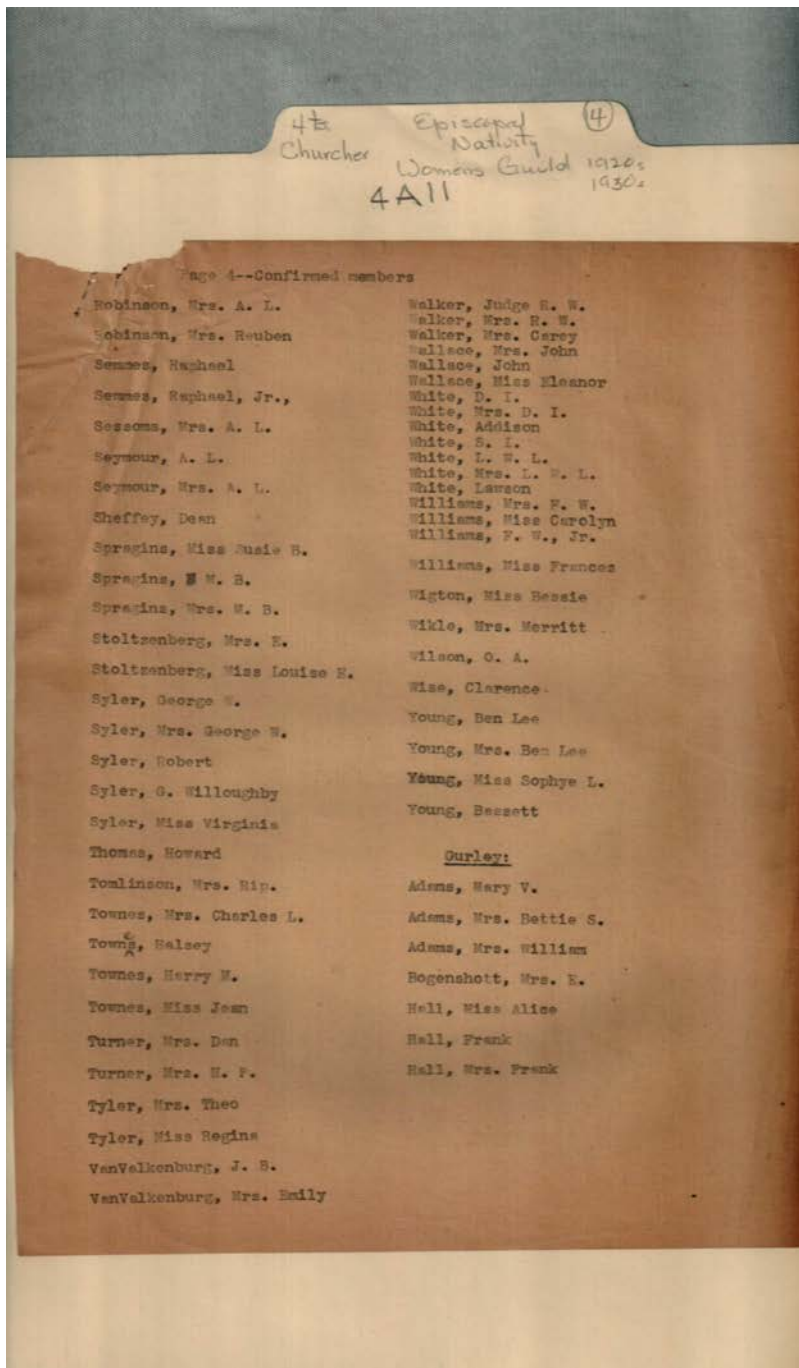 4ta Episcopal 4
Churches Nativity
Womens Guild 1920s
1930s
4A11
Page 4--Confirmed members
Robinson, Mrs. A. L.
Robinson, Mrs. Reuben
Semmes, Raphael
Semmes, Raphael, Jr.,
Sessoms, Mrs. A. L.
Seymour, A. L.
Seymour, Mrs. A. L.
Sheffey, Dean
Spragins, Miss Susie B.
Spragins, M. B.
Spragins, Mrs. M. B.
Stoltzenberg, Mrs. E.
Stoltzenberg, Miss Louise E.
Syler, George W.
Syler, Mrs. George W.
Syler, Robert
Syler, G. Willoughby
Syler, Miss Virginia
Thomas, Howard
Tomlinson, Mrs. Rip.
Townes, Mrs. Charles L.
Townes, Halsey
Townes, Harry M.
Townes, Miss Jean
Turner, Mrs. Dan
Turner, Mrs. H. P.
Tyler, Mrs. Theo
Tyler, Miss Regina
VanValkenburg, J. B.
VanValkenburg, Mrs. Emily
Walker, Judge R. W.
Walker, Mrs. R. W.
Walker, Mrs. Carey
Wallace, Mrs. John
Wallace, John
Wallace, Miss Eleanor
White, D. I.
White, Mrs. D. I.
White, Addison
White, S. I.
White, L. W. L.
White, Mrs. L. W. L.
White, Lawson
Williams, Mrs. F. W.
Williams, Miss Carolyn
Williams, F. W., Jr.
Williams, Miss Frances
Wigton, Miss Bessie
Wikle, Mrs. Merritt
Wilson, O. A.
Wise, Clarence
Young, Ben Lee
Young, Mrs. Ben Lee
Young, Miss Sophye L.
Young, Bassett
Gurley:
Adams, Mary V.
Adams, Mrs. Bettie S.
Adams, Mrs. William
Bogenshott, Mrs. E.
Hall, Miss Alice
Hall, Frank
Hall, Mrs. Frank